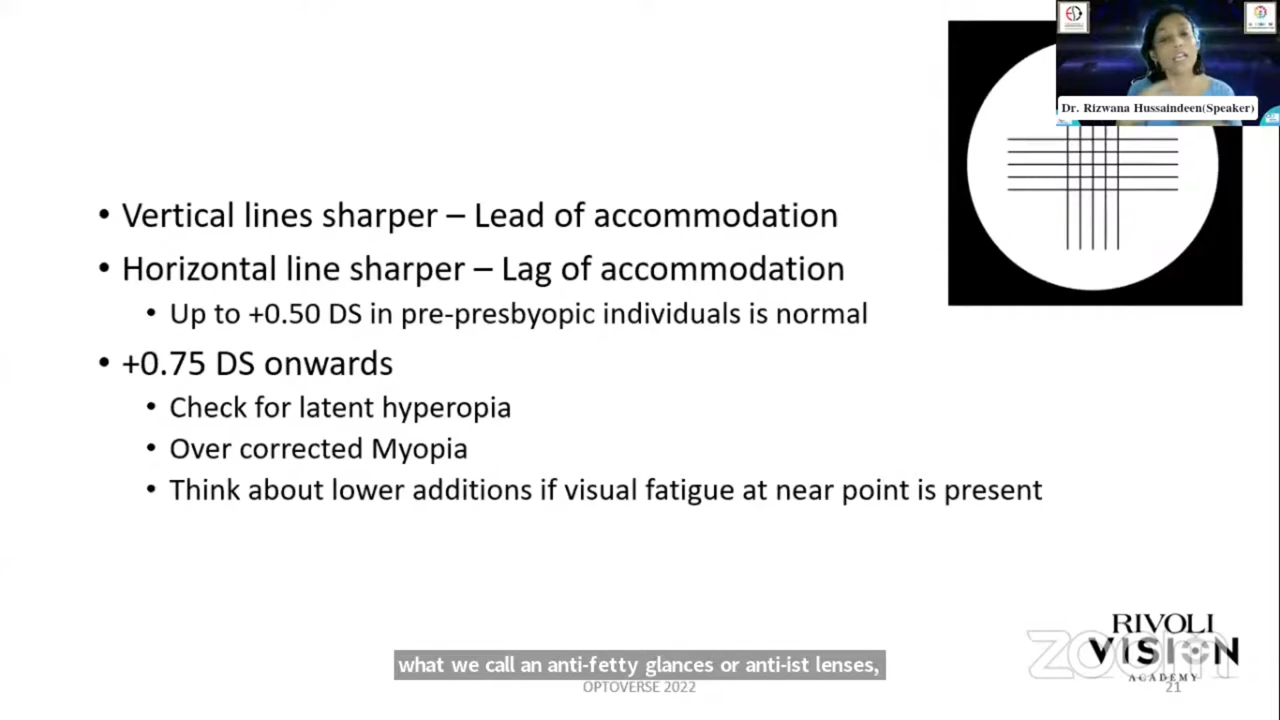 Dr. Rizwana Hussaindeen(Speaker)
• Vertical lines sharper – Lead of accommodation
• Horizontal line sharper – Lag of accommodation
• Up to +0.50 DS in pre-presbyopic individuals is normal
• +0.75 DS onwards
• Check for latent hyperopia
• Over corrected Myopia
• Think about lower additions if visual fatigue at near point is present
RIVOLI
VISION
ACADEMY
zoom
what we call an anti-fetty glances or anti-ist lenses,
OPTOVERSE 2022
21